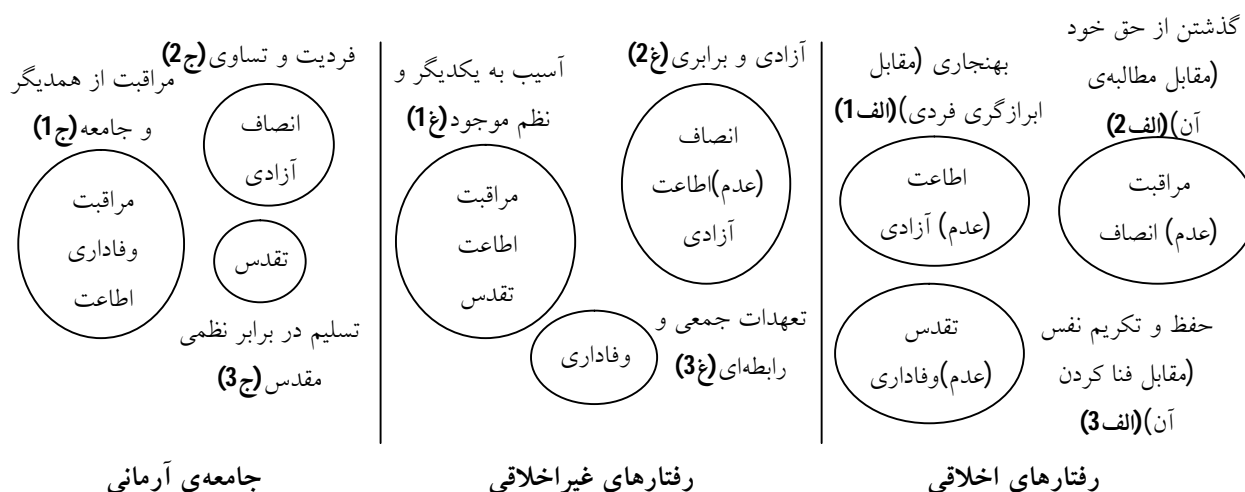 گذشتن از حق خود
(مقابل مطالبه‌ی
آن)(الف2)
مراقبت
(عدم) انصاف
بهنجاری (مقابل
ابرازگری فردی)(الف1)
اطاعت
(عدم) آزادی
حفظ و تکریم نفس
(مقابل فنا کردن
آن)(الف3)
تقدس
(عدم)وفاداری
رفتارهای اخلاقی
آزادی و برابری(غ2)
انصاف
(عدم)اطاعت
آزادی
آسیب به یکدیگر و
نظم موجود(غ1)
مراقبت
اطاعت
تقدس
تعهدات جمعی و
رابطه‌ای(غ3)
وفاداری
رفتارهای غیراخلاقی
فردیت و تساوی(ج2)
انصاف
آزادی
مراقبت از همدیگر
و جامعه(ج1)
مراقبت
وفاداری
اطاعت
تقدس
تسلیم در برابر نظمی
مقدس(ج3)
جامعه‌ی آرمانی